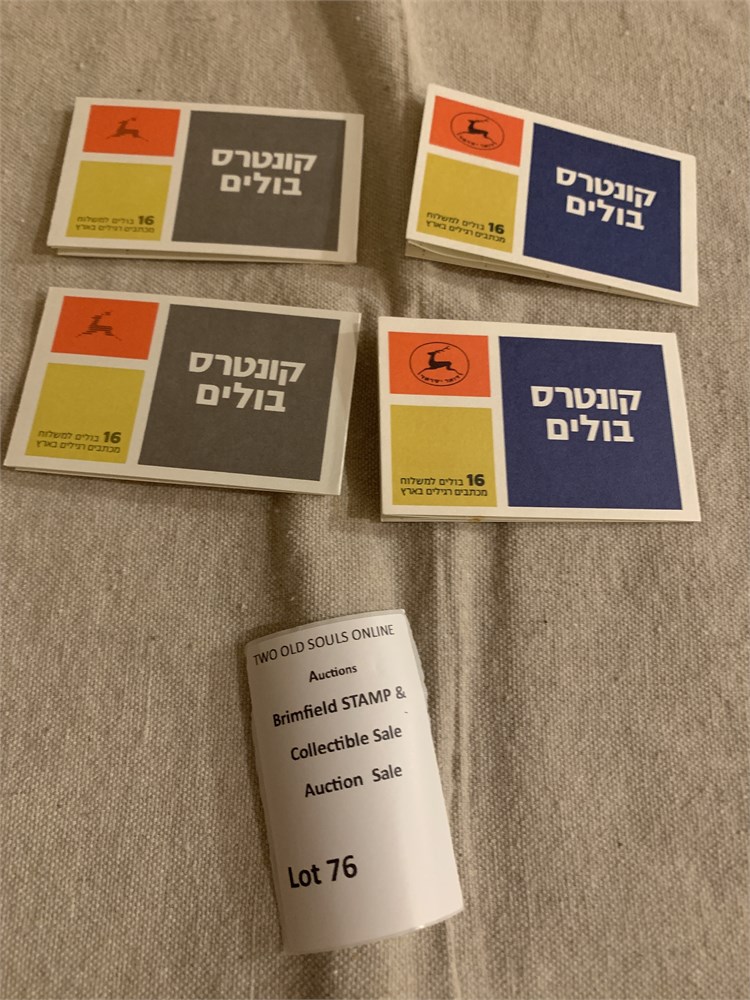 קונטרס
בולים
16 בולים למשלוח
מכתבים רגילים בארץ
קונטרס
בולים
16 בולים למשלוח
מכתבים רגילים בארץ
קונטרס
בולים
16 בולים למשלוח
מכתבים רגילים בארץ
קונטרס
בולים
16 בולים למשלוח
מכתבים רגילים בארץ
TWO OLD SOULS ONLINE
Auctions
Brimfield STAMP &
Collectible Sale
Auction Sale
Lot 76